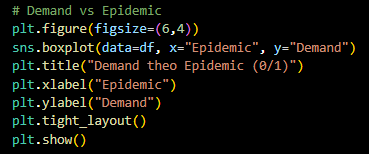 # Demand vs Epidemic
plt.figure(figsize=(6,4))
sns.boxplot(data=df, x="Epidemic", y="Demand")
plt.title("Demand theo Epidemic (0/1)")
plt.xlabel("Epidemic")
plt.ylabel("Demand")
plt.tight_layout()
plt.show()